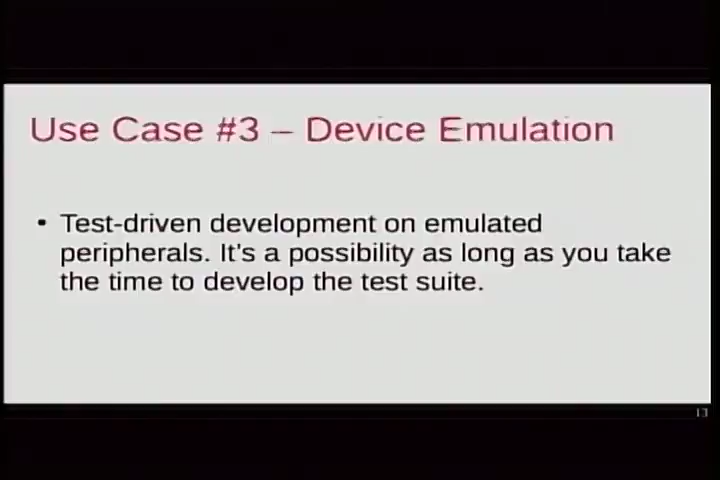 Use Case #3 – Device Emulation
• Test-driven development on emulated
peripherals. It's a possibility as long as you take
the time to develop the test suite.
13